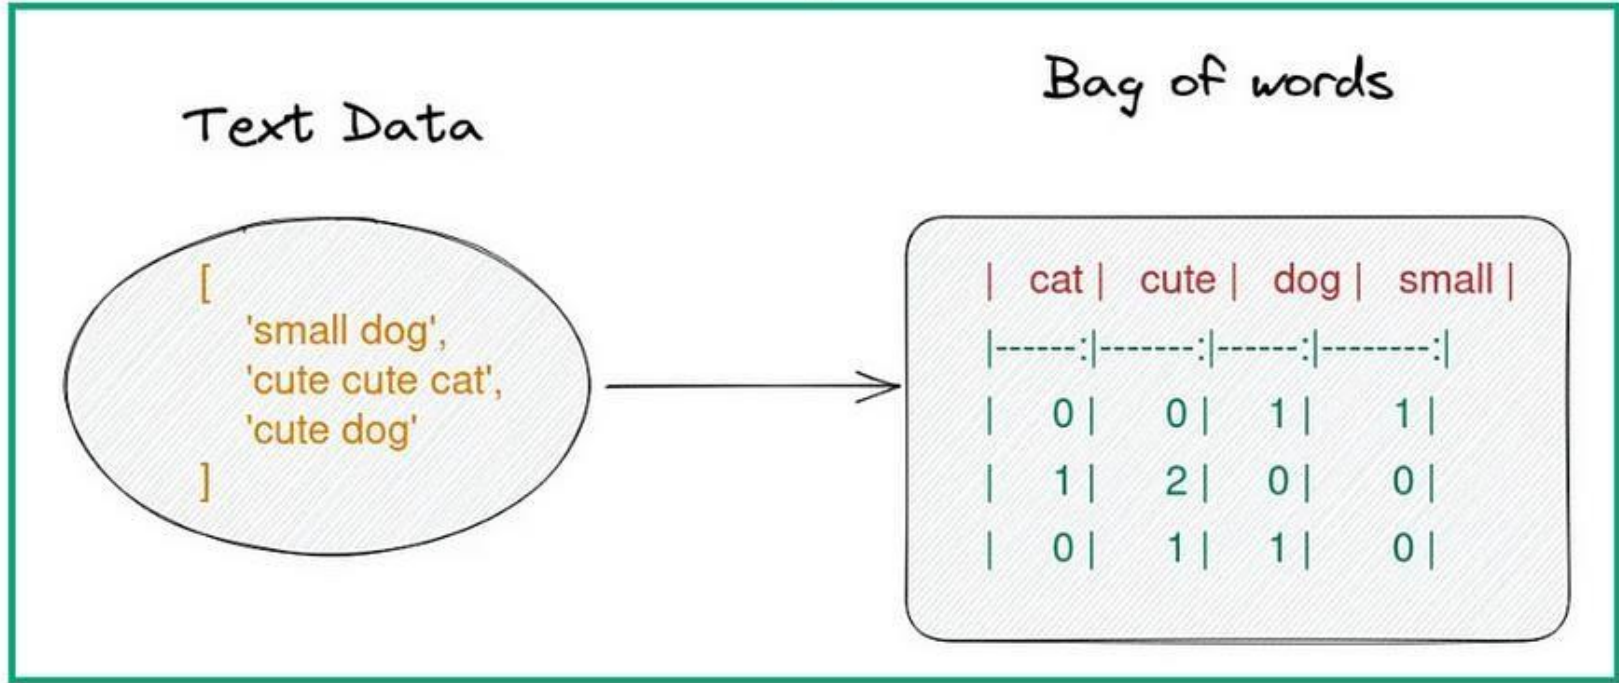 Text Data
[
'small dog',
'cute cute cat',
'cute dog'
]
Bag of words
| cat | cute | dog | small |
|------:|-------:|------:|--------:|
| 0 | 0 | 1 | 1 |
| 1 | 2 | 0 | 0 |
| 0 | 1 | 1 | 0 |